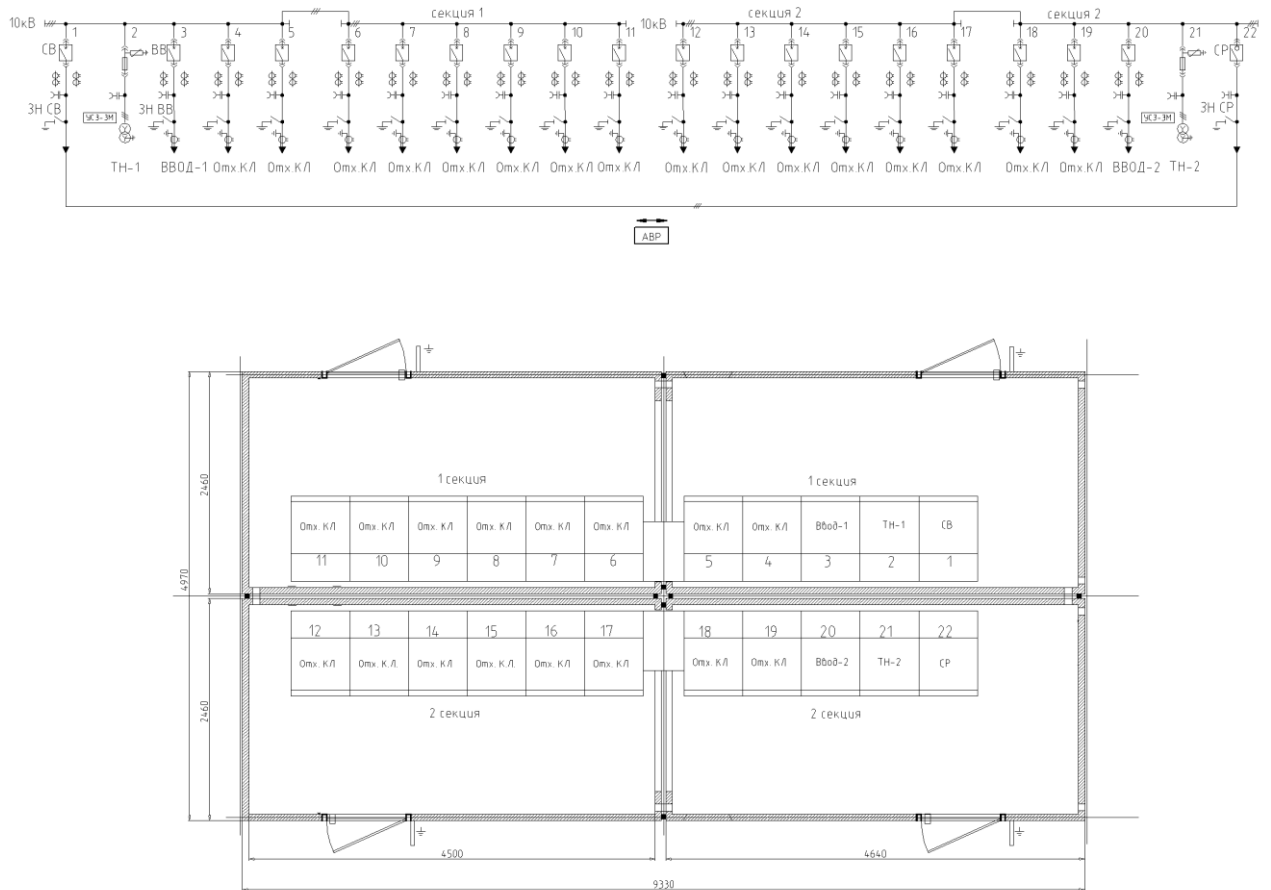 секция 1 секция 2 секция 2
10кВ 1 2 3 4 5 6 7 8 9 10 11 10кВ 12 13 14 15 16 17 18 19 20 21 22
СВ ВВ СР
ЗН СВ УСЗ-3М ЗН ВВ УСЗ-3М ЗН СР
ТН-1 ВВОД-1 Отх.КЛ Отх.КЛ Отх.КЛ Отх.КЛ Отх.КЛ Отх.КЛ Отх.КЛ Отх.КЛ Отх.КЛ Отх.КЛ Отх.КЛ Отх.КЛ Отх.КЛ Отх.КЛ Отх.КЛ Отх.КЛ ВВОД-2 ТН-2
АВР
1 секция 1 секция
Отх. КЛ Отх. КЛ Отх. КЛ Отх. КЛ Отх. КЛ Отх. КЛ Отх. КЛ Отх. КЛ Ввод-1 ТН-1 СВ
11 10 9 8 7 6 5 4 3 2 1
2460
4970
12 13 14 15 16 17 18 19 20 21 22
Отх. КЛ Отх. К.Л. Отх. КЛ Отх. К.Л. Отх. КЛ Отх. КЛ Отх. КЛ Отх. КЛ Ввод-2 ТН-2 СР
2 секция 2 секция
2460
4500 4640
9330